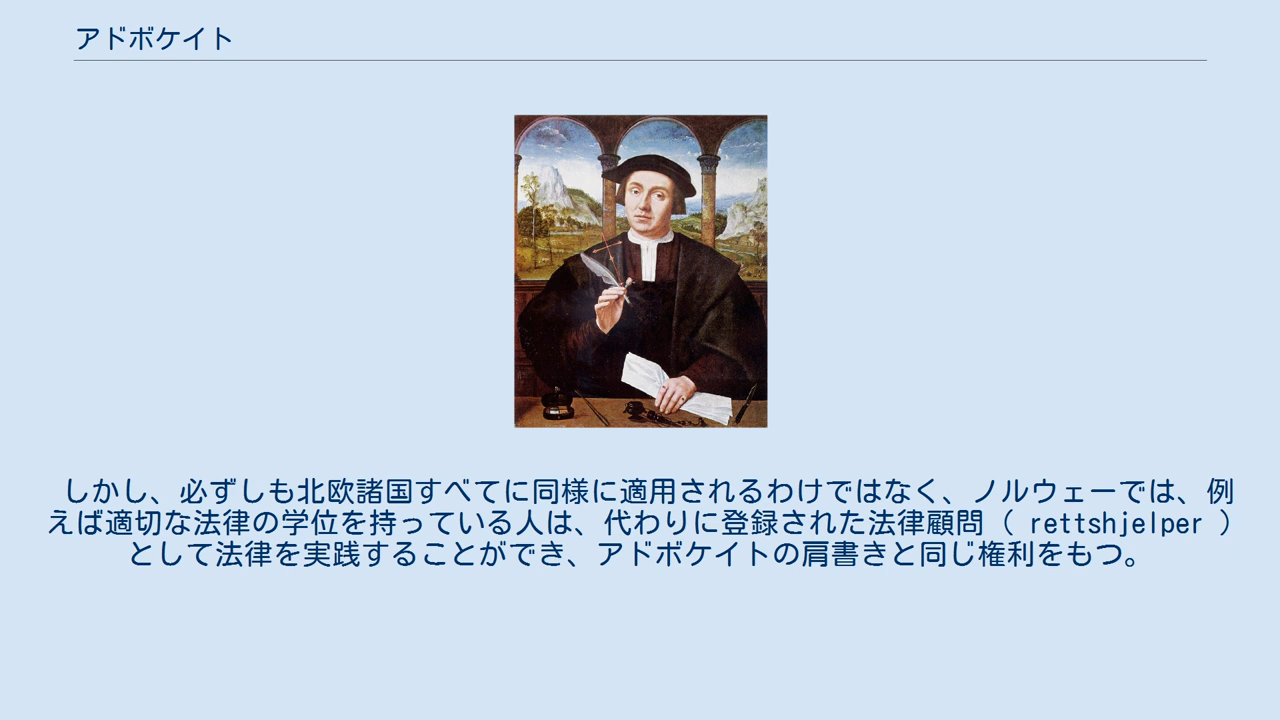 アドボケイト
しかし、必ずしも北欧諸国すべてに同様に適用されるわけではなく、ノルウェーでは、例
えば適切な法律の学位を持っている人は、代わりに登録された法律顧問（ rettshjelper ）
として法律を実践することができ、アドボケイトの肩書きと同じ権利をもつ。